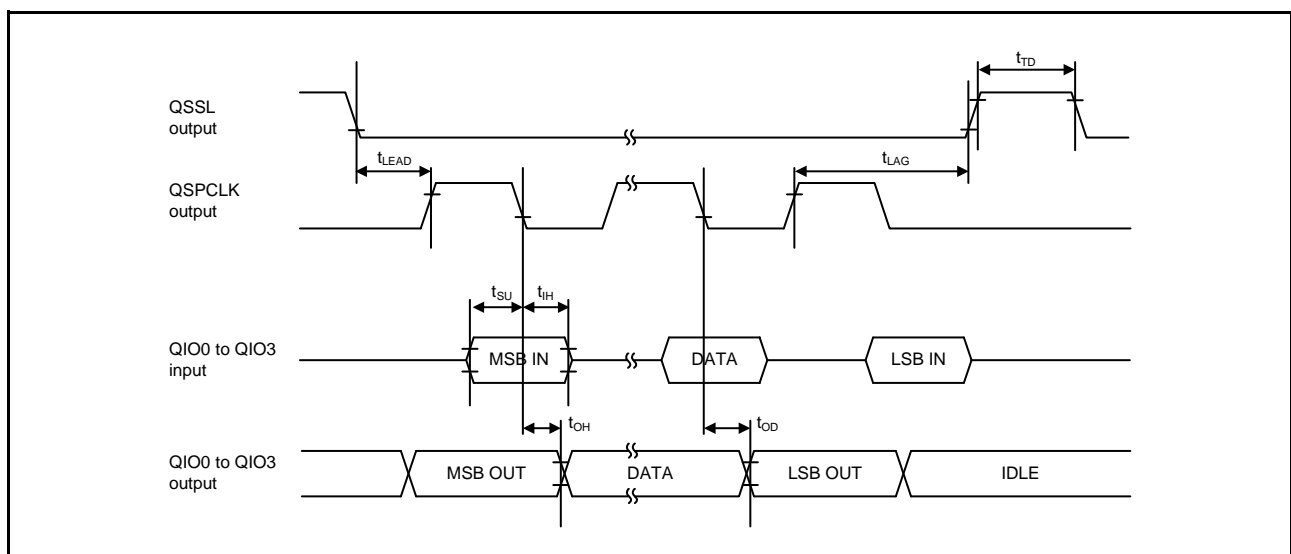 t_TD
QSSL
output
t_LEAD
t_LAG
QSPCLK
output
t_SU
t_IH
QIO0 to QIO3
input
MSB IN
DATA
LSB IN
t_OH
t_OD
QIO0 to QIO3
output
MSB OUT
DATA
LSB OUT
IDLE